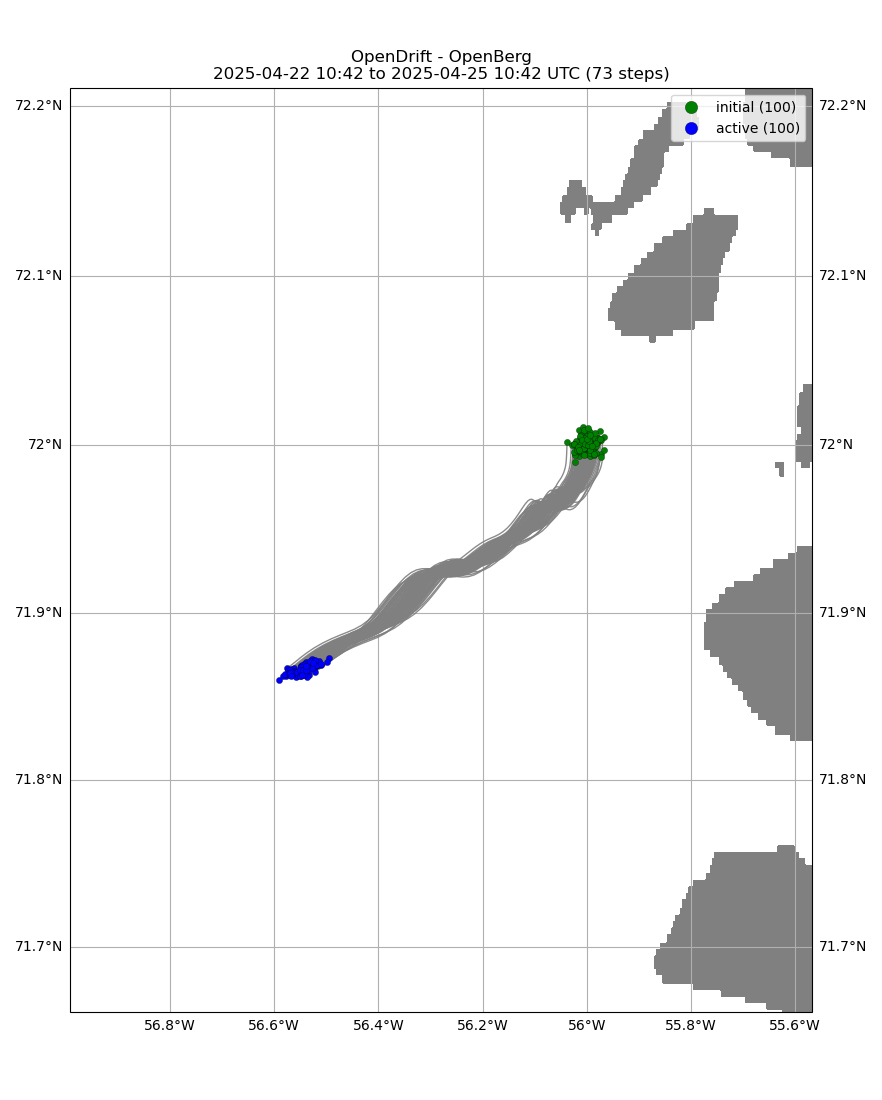 OpenDrift - OpenBerg
2025-04-22 10:42 to 2025-04-25 10:42 UTC (73 steps)
initial (100)
active (100)
72.2°N 72.2°N
72.1°N 72.1°N
72°N 72°N
71.9°N 71.9°N
71.8°N 71.8°N
71.7°N 71.7°N
56.8°W 56.6°W 56.4°W 56.2°W 56°W 55.8°W 55.6°W